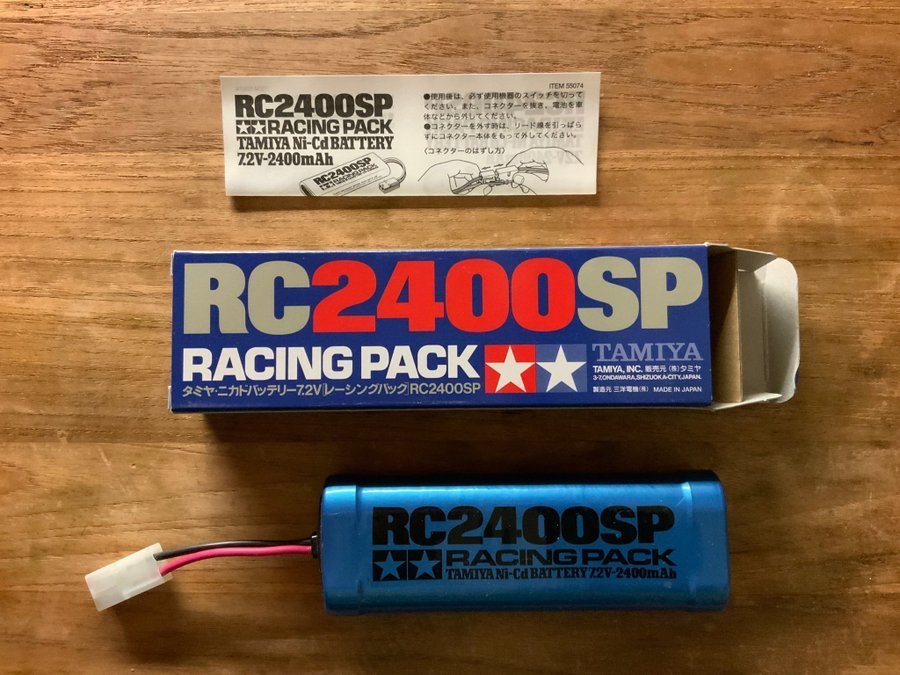 RC2400SP
RACING PACK
TAMIYA Ni-Cd BATTERY
7.2V-2400mAh
RC2400SP
RACING PACK
ITEM 55074
●使用後は、必ず使用機器のスイッチを切って
ください。また、コネクターを抜き、電池を車
体などから外してください。
●コネクターを外す時は、リード線を引っぱら
ずにコネクター本体をもって外してください。
〈コネクターのはずし方〉
RC2400SP
RACING PACK
TAMIYA
タミヤ・ニカドバッテリー7.2V レーシングパック RC2400SP
TAMIYA, INC. 販売元 (株)タミヤ
3-7, ONDAWARA, SHIZUOKA-CITY, JAPAN.
製造元 三洋電機(株) MADE IN JAPAN
RC2400SP
RACING PACK
TAMIYA Ni-Cd BATTERY 7.2V-2400mAh